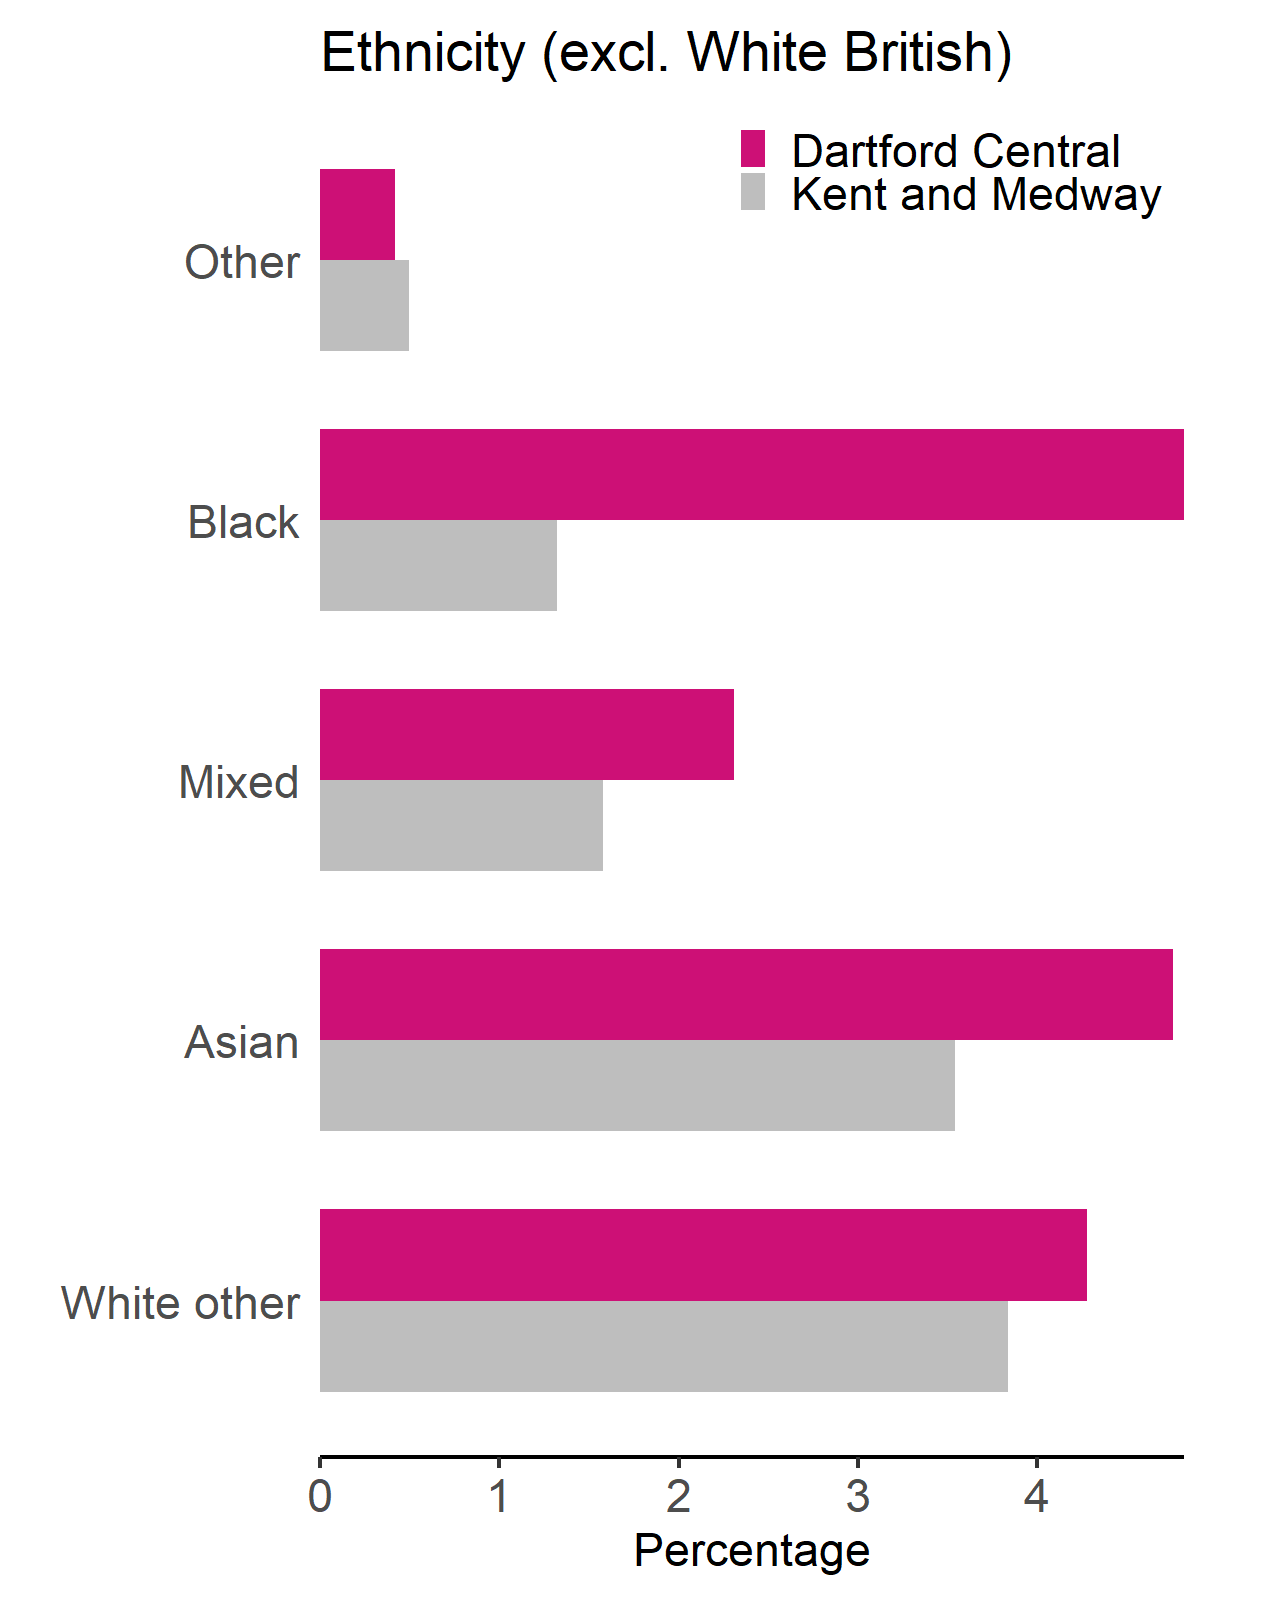 Ethnicity (excl. White British)
Dartford Central
Kent and Medway
Other
Black
Mixed
Asian
White other
0 1 2 3 4
Percentage